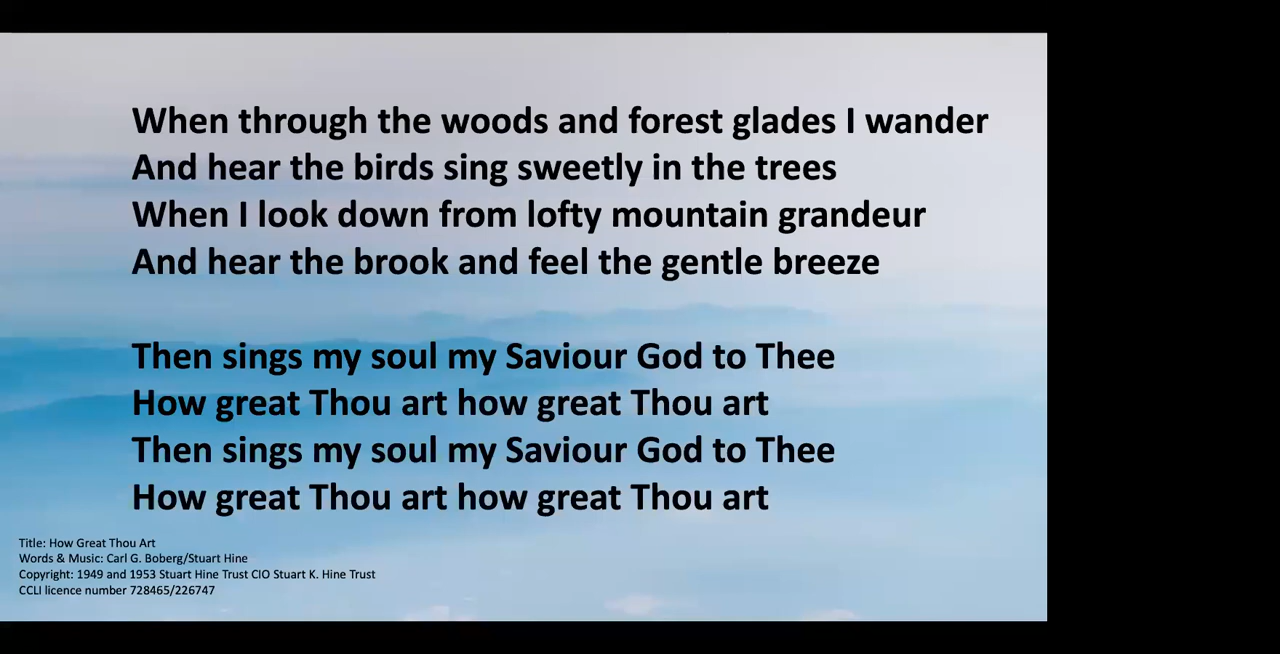 When through the woods and forest glades I wander
And hear the birds sing sweetly in the trees
When I look down from lofty mountain grandeur
And hear the brook and feel the gentle breeze
Then sings my soul my Saviour God to Thee
How great Thou art how great Thou art
Then sings my soul my Saviour God to Thee
How great Thou art how great Thou art
Title: How Great Thou Art
Words & Music: Carl G. Boberg/Stuart Hine
Copyright: 1949 and 1953 Stuart Hine Trust CIO Stuart K. Hine Trust
CCLI licence number 728465/226747